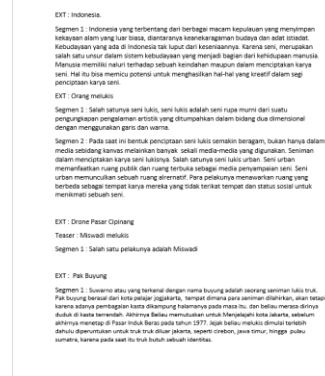 EXT : Indonesia.
Segmen 1 : Indonesia yang terbentang dari berbagai macam kepulauan yang menyimpan
kekayaan alam yang luar biasa, diantaranya keanekaragaman budaya dan adat istiadat.
Kebudayaan yang ada di Indonesia tak luput dari keseniannya. Karena seni, merupakan
salah satu unsur dalam sistem kebudayaan yang menjadi bagian dari kehidupan manusia.
Manusia memiliki naluri terhadap sebuah keindahan maupun dalam menciptakan karya
seni. Hal itu bisa memicu potensi untuk menghasilkan hal-hal yang kreatif dalam segi
penciptaan karya seni.
EXT : Orang melukis
Segmen 1 : Salah satunya seni lukis, seni lukis adalah seni rupa murni dari suatu
pengungkapan pengalaman artistik yang ditumpahkan dalam bidang dua dimensional
dengan menggunakan garis dan warna.
Segmen 2 : Pada saat ini bentuk penciptaan seni lukis semakin beragam, bukan hanya dalam
media sebidang kanvas melainkan banyak sekali media-media yang digunakan. Seniman
dalam menciptakan karya seni lukisnya. Salah satunya seni lukis urban. Seni urban
memanfaatkan ruang publik dan ruang terbuka sebagai media penyampaian seni. Seni
urban memunculkan sebuah ruang alrernatif. Para pelakunya menawarkan ruang yang
berbeda sebagai tempat karya mereka yang tidak terikat tempat dan status sosial untuk
menikmati sebuah seni.
EXT : Drone Pasar Cipinang
Teaser : Miswadi melukis
Segmen 1 : Salah satu pelakunya adalah Miswadi
EXT : Pak Buyung
Segmen 1 : Suwarno atau yang terkenal dengan nama buyung adalah seorang seniman lukis truk.
Pak buyung berasal dari kota pelajar jogjakarta, tempat dimana para seniman dilahirkan, akan tetapi
karena adanya pembagaian kasta dikampung halamanya pada masa itu, dan beliau merasa dirinya
duduk di kasta terrendah. Akhirnya Beliau memutuskan untuk Menjelajahi kota Jakarta, sebelum
akhirnya menetap di Pasar Induk Beras pada tahun 1977. Jejak beliau melukis dimulai terlebih
dahulu diperuntukan untuk truk truk diluar jakarta, seperti cirebon, jawa timur, hingga pulau
sumatra, karena pada saat itu truk butuh sebuah identitas.